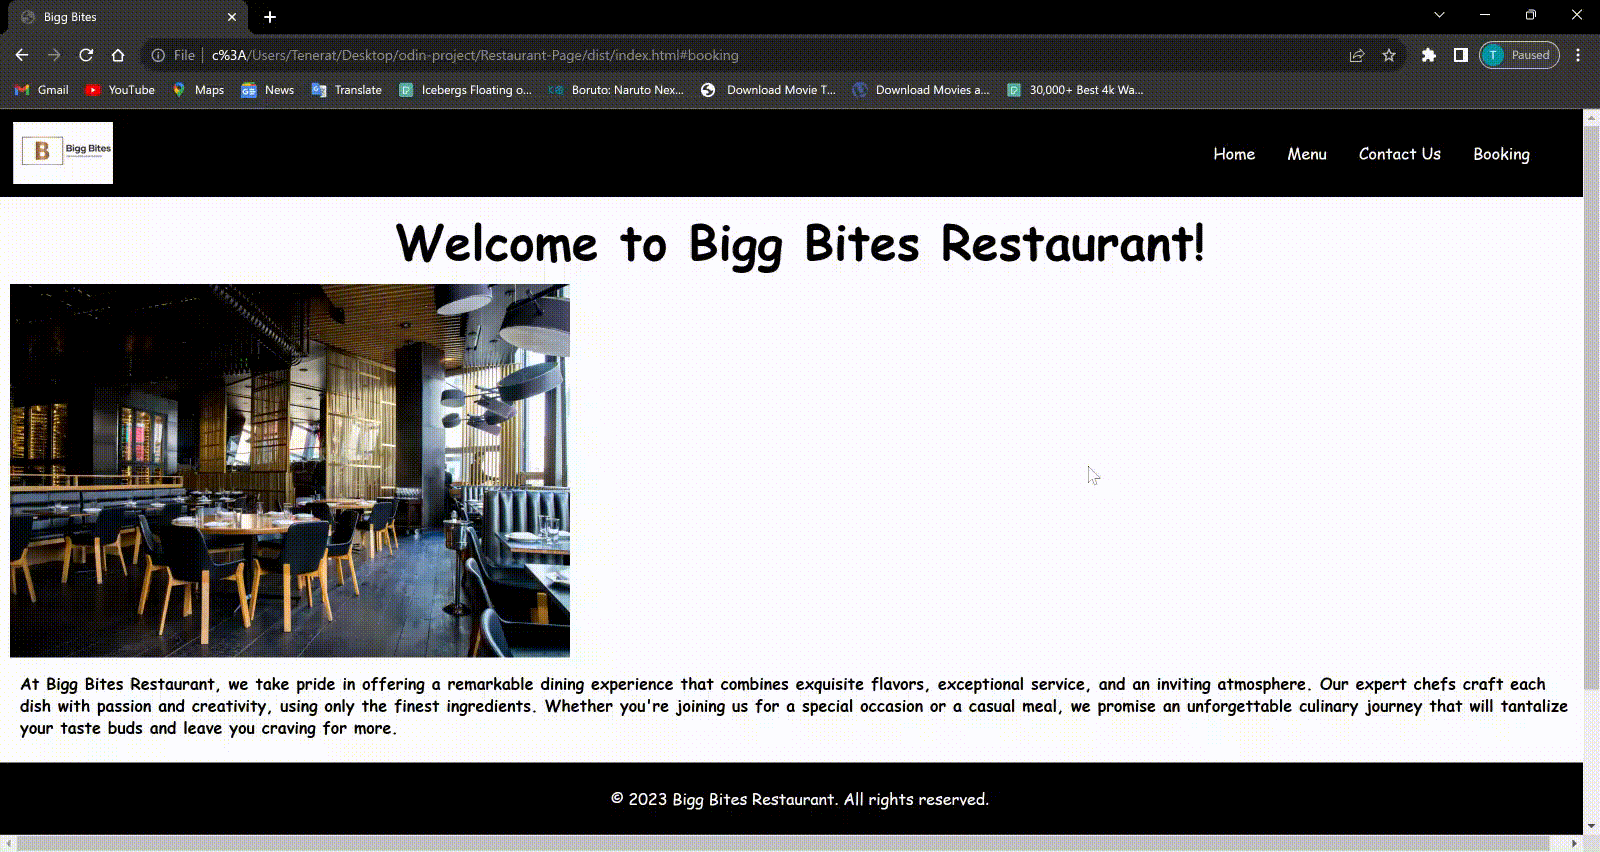 Bigg Bites
File c%3A/Users/Tenerat/Desktop/odin-project/Restaurant-Page/dist/index.html#booking
T Paused
Gmail YouTube Maps News Translate Icebergs Floating o... Boruto: Naruto Nex... Download Movie T... Download Movies a... 30,000+ Best 4k Wa...
B Bigg Bites
Home Menu Contact Us Booking
Welcome to Bigg Bites Restaurant!
At Bigg Bites Restaurant, we take pride in offering a remarkable dining experience that combines exquisite flavors, exceptional service, and an inviting atmosphere. Our expert chefs craft each
dish with passion and creativity, using only the finest ingredients. Whether you're joining us for a special occasion or a casual meal, we promise an unforgettable culinary journey that will tantalize
your taste buds and leave you craving for more.
© 2023 Bigg Bites Restaurant. All rights reserved.